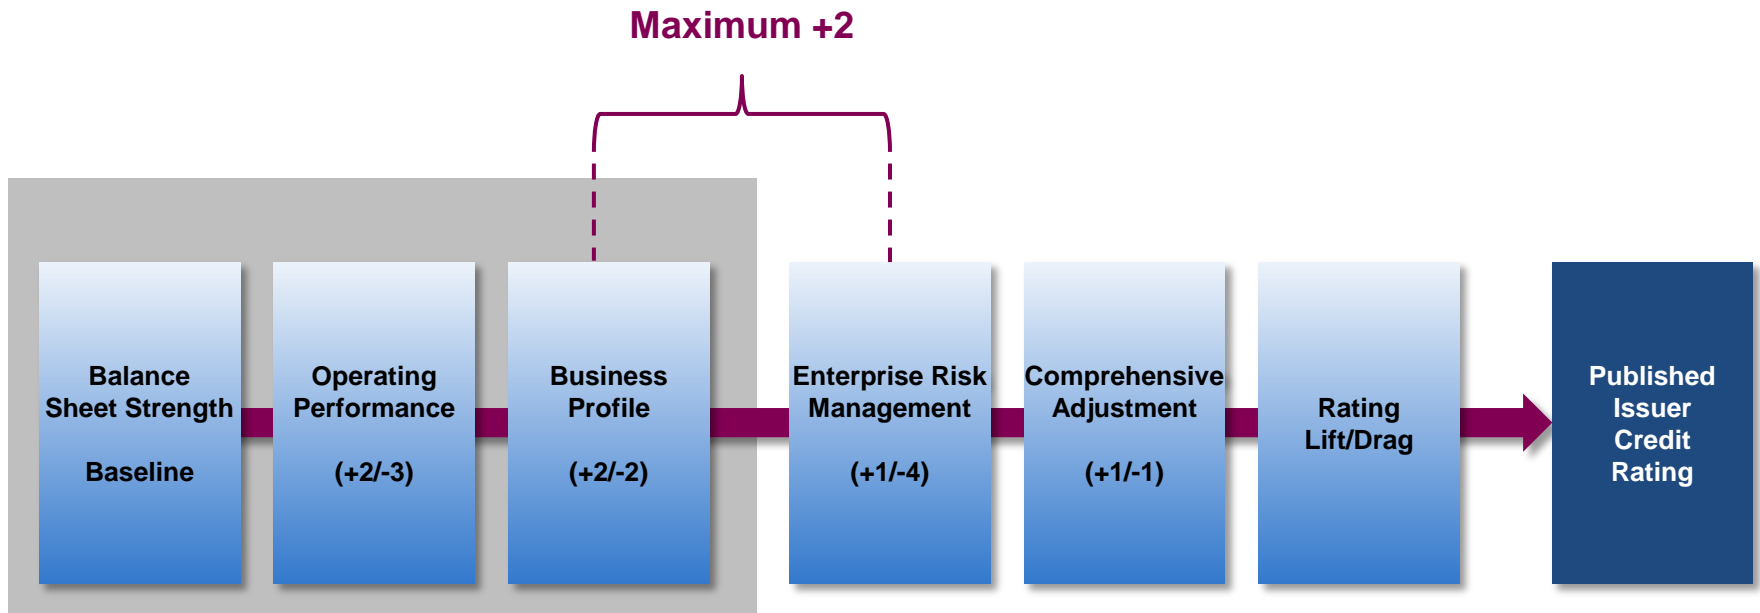 Maximum +2
Balance
Sheet Strength
Baseline
Operating
Performance
(+2/-3)
Business
Profile
(+2/-2)
Enterprise Risk
Management
(+1/-4)
Comprehensive
Adjustment
(+1/-1)
Rating
Lift/Drag
Published
Issuer
Credit
Rating